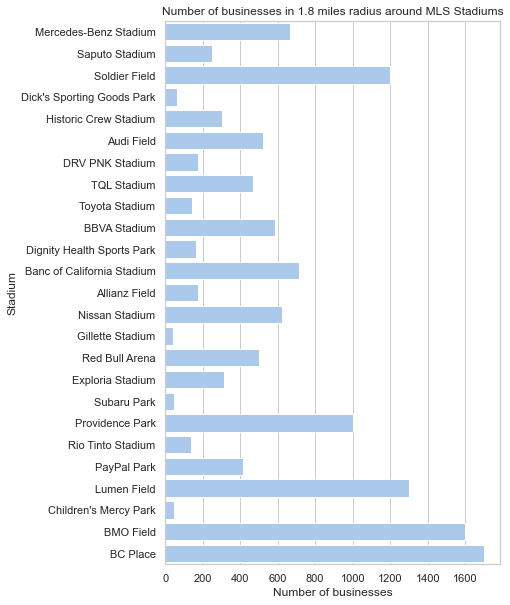 Number of businesses in 1.8 miles radius around MLS Stadiums
Mercedes-Benz Stadium
Saputo Stadium
Soldier Field
Dick's Sporting Goods Park
Historic Crew Stadium
Audi Field
DRV PNK Stadium
TQL Stadium
Toyota Stadium
BBVA Stadium
Dignity Health Sports Park
Banc of California Stadium
Allianz Field
Nissan Stadium
Gillette Stadium
Red Bull Arena
Exploria Stadium
Subaru Park
Providence Park
Rio Tinto Stadium
PayPal Park
Lumen Field
Children's Mercy Park
BMO Field
BC Place
Stadium
0 200 400 600 800 1000 1200 1400 1600
Number of businesses